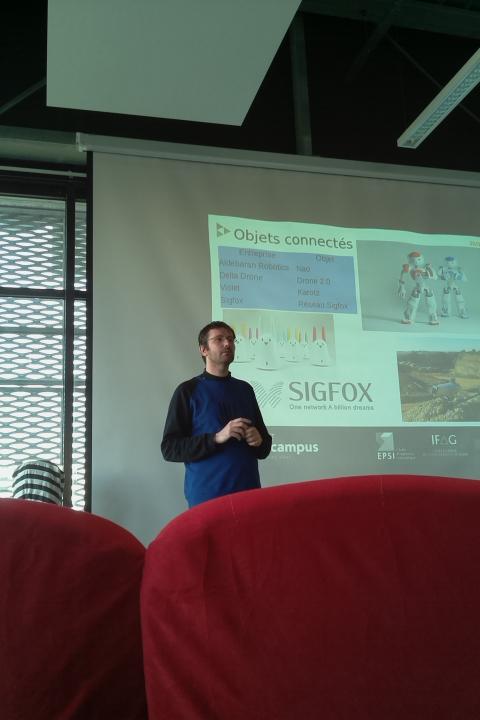 Objets connectés
Entreprise Objet
Aldebaran Robotics Nao
Delta Drone Drone 2.0
Violet Karotz
Sigfox Réseau Sigfox
SIGFOX
One network A billion dreams
campus
EPSI
IFAG